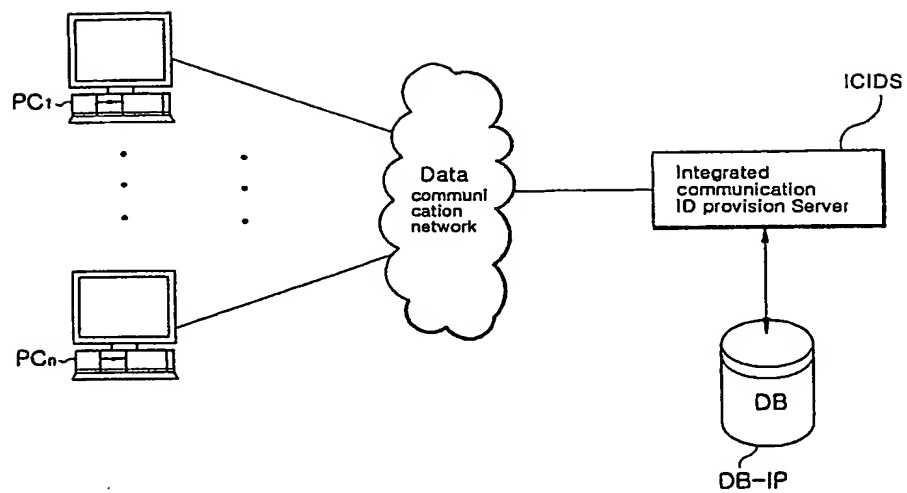 ICIDS
PC1
Integrated
communication
ID provision Server
Data
communi
cation
network
PCn
DB
DB-IP